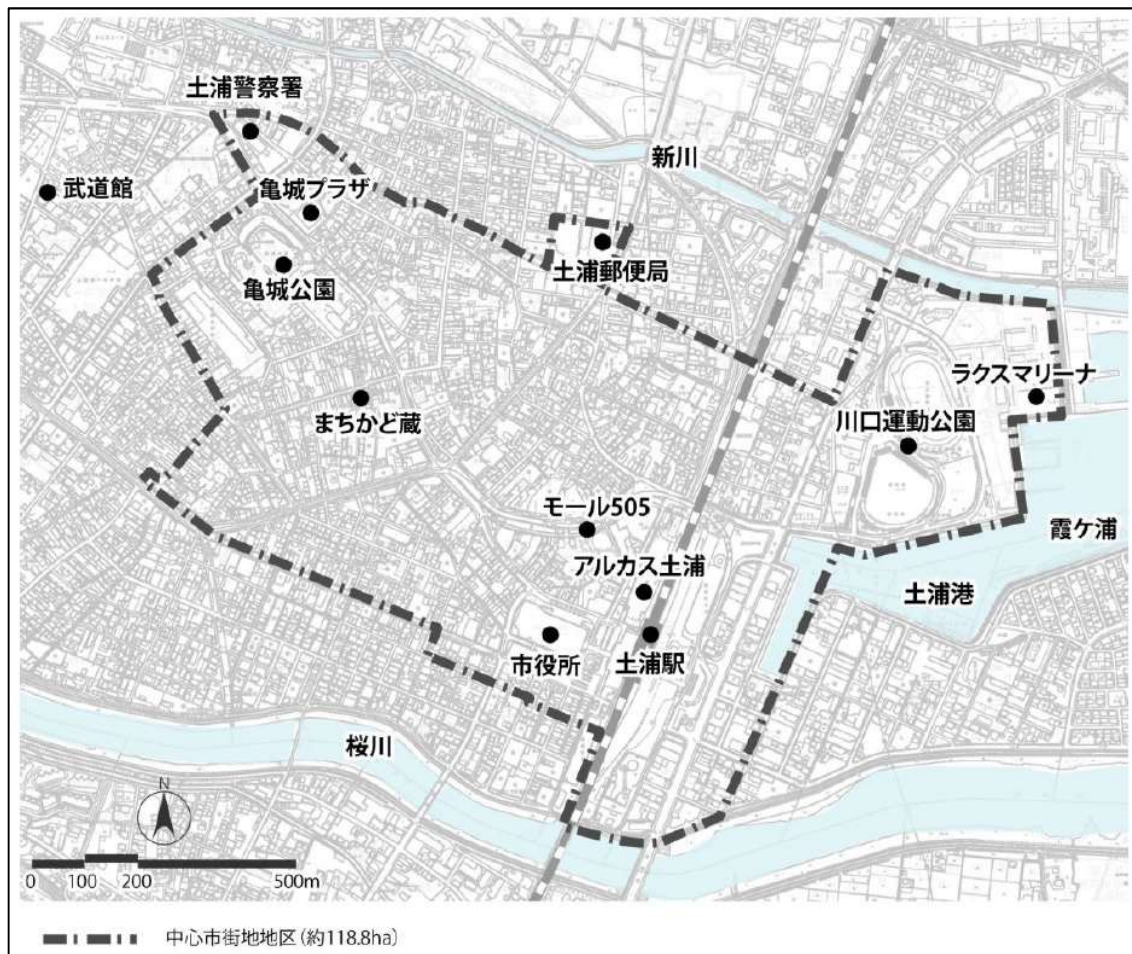 土浦警察署
新川
武道館
亀城プラザ
土浦郵便局
亀城公園
ラクスマリーナ
まちかど蔵
川口運動公園
モール505
霞ケ浦
アルカス土浦
土浦港
市役所
土浦駅
桜川
N
0 100 200 500m
中心市街地地区(約118.8ha)